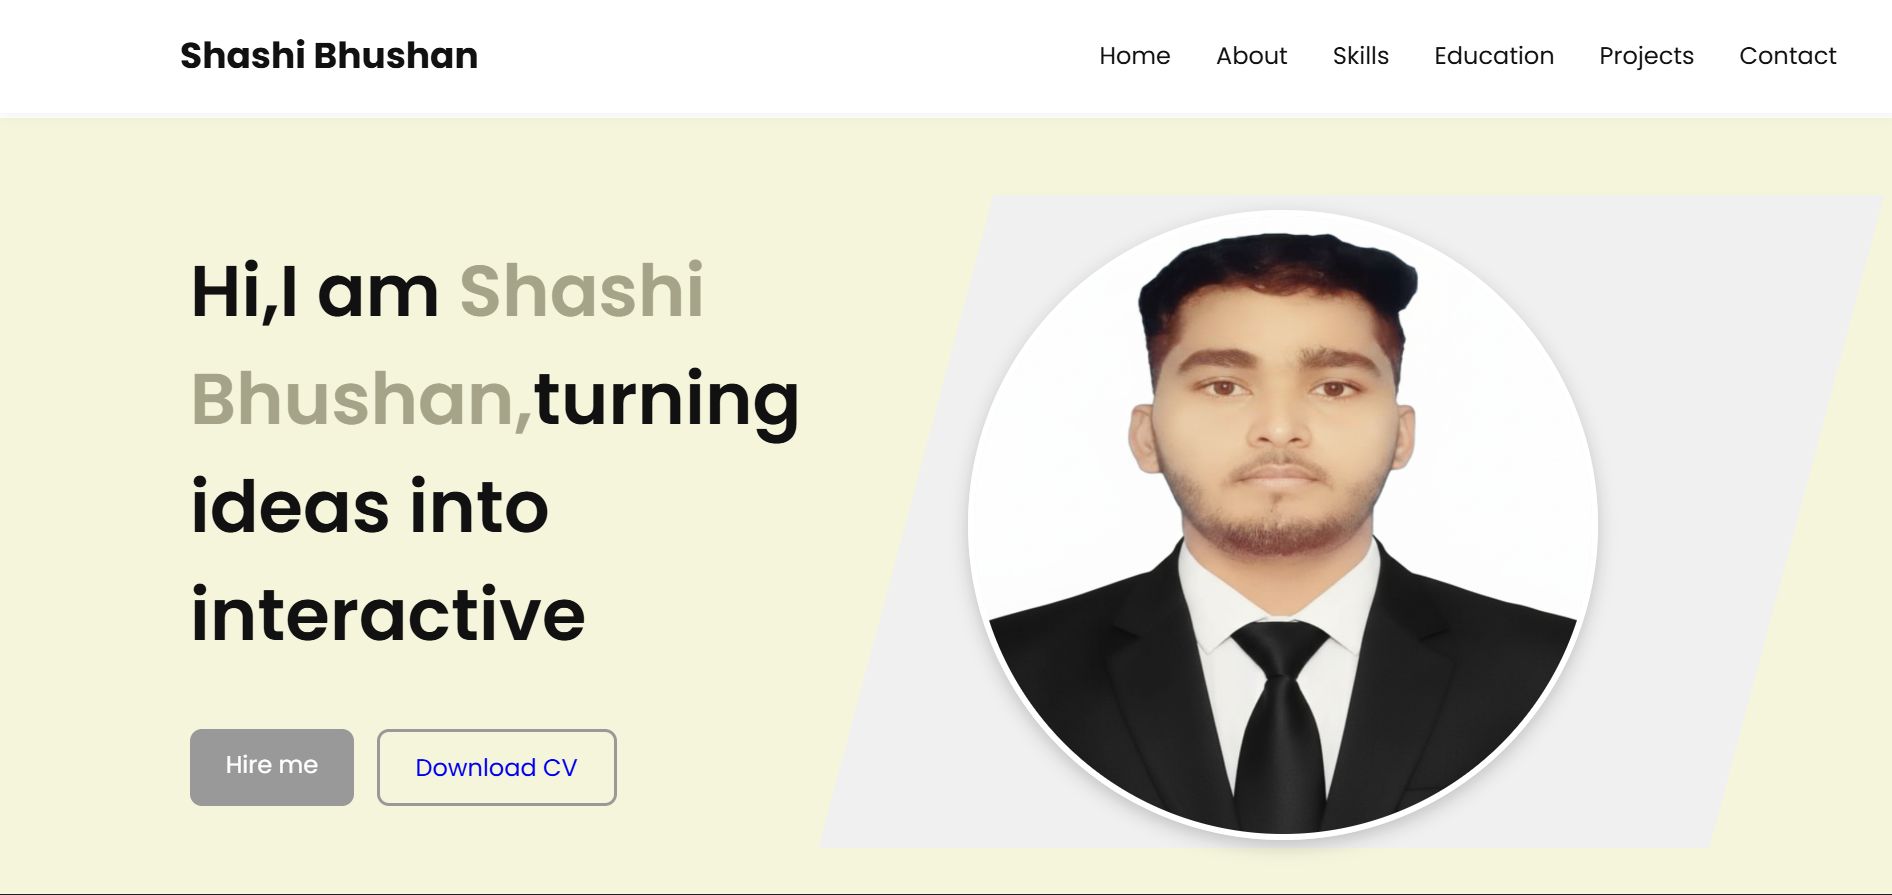 Shashi Bhushan
Home About Skills Education Projects Contact
Hi,I am Shashi
Bhushan,turning
ideas into
interactive
Hire me
Download CV